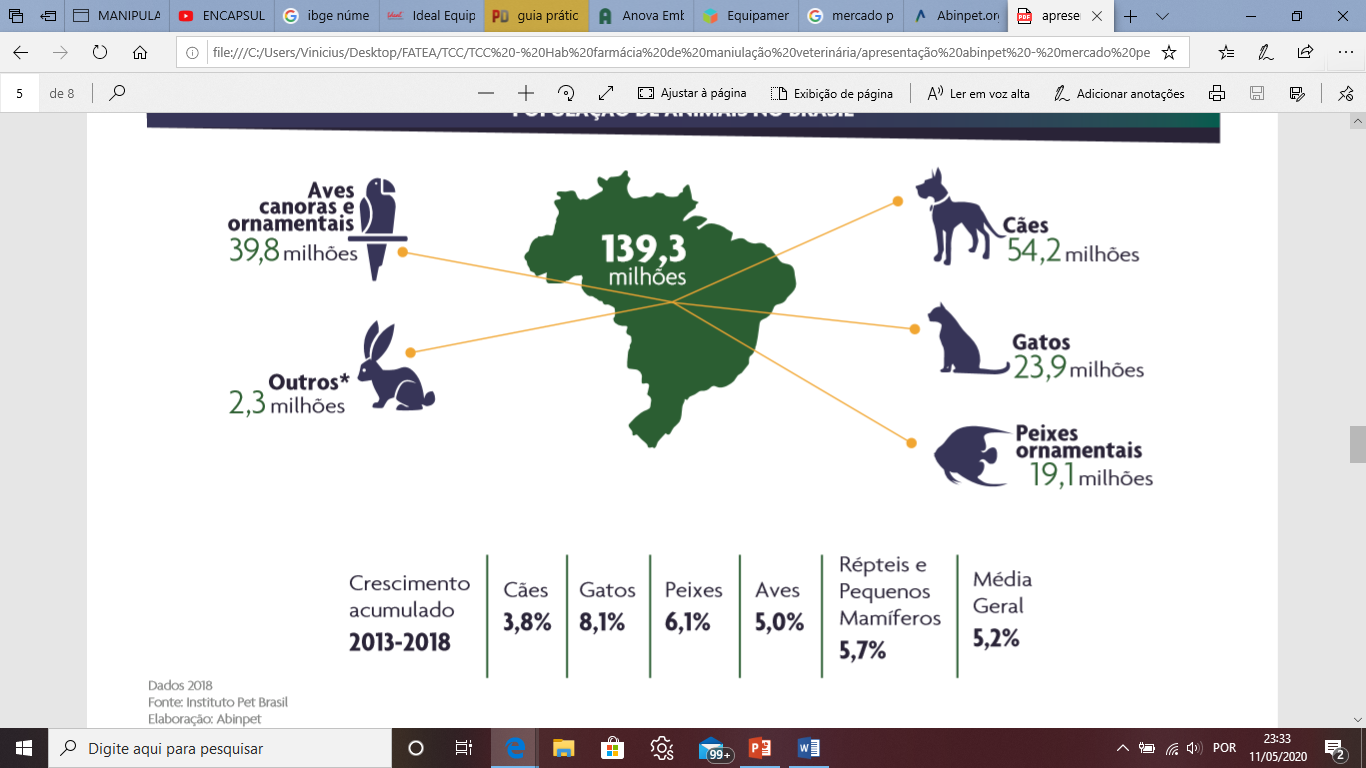 MANIPULA
ENCAPSUL
ibge núme
Ideal Equip
guia prátic
Anova Emb
Equipamer
mercado p
Abinpet.or
aprese
file:///C:/Users/Vinicius/Desktop/FATEA/TCC/TCC%20-%20Hab%20farmácia%20de%20maniulação%20veterinária/apresentação%20abinpet%20-%20mercado%20pe
5 de 8
Ajustar à página
Exibição de página
Ler em voz alta
Adicionar anotações
POPULAÇÃO DE ANIMAIS NO BRASIL
Aves
canoras e
ornamentais
39,8 milhões
Outros*
2,3 milhões
139,3
milhões
Cães
54,2 milhões
Gatos
23,9 milhões
Peixes
ornamentais
19,1 milhões
Crescimento
acumulado
2013-2018
Cães
3,8%
Gatos
8,1%
Peixes
6,1%
Aves
5,0%
Répteis e
Pequenos
Mamíferos
5,7%
Média
Geral
5,2%
Dados 2018
Fonte: Instituto Pet Brasil
Elaboração: Abinpet
Digite aqui para pesquisar
99+
POR
23:33
11/05/2020
2